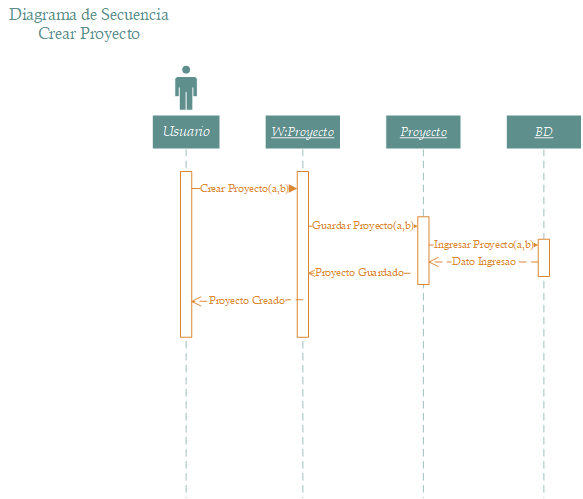 Diagrama de Secuencia
Crear Proyecto
Usuario
W:Proyecto
Proyecto
BD
Crear Proyecto(a,b)
Guardar Proyecto(a,b)
Ingresar Proyecto(a,b)
Dato Ingresao
Proyecto Guardado
Proyecto Creado